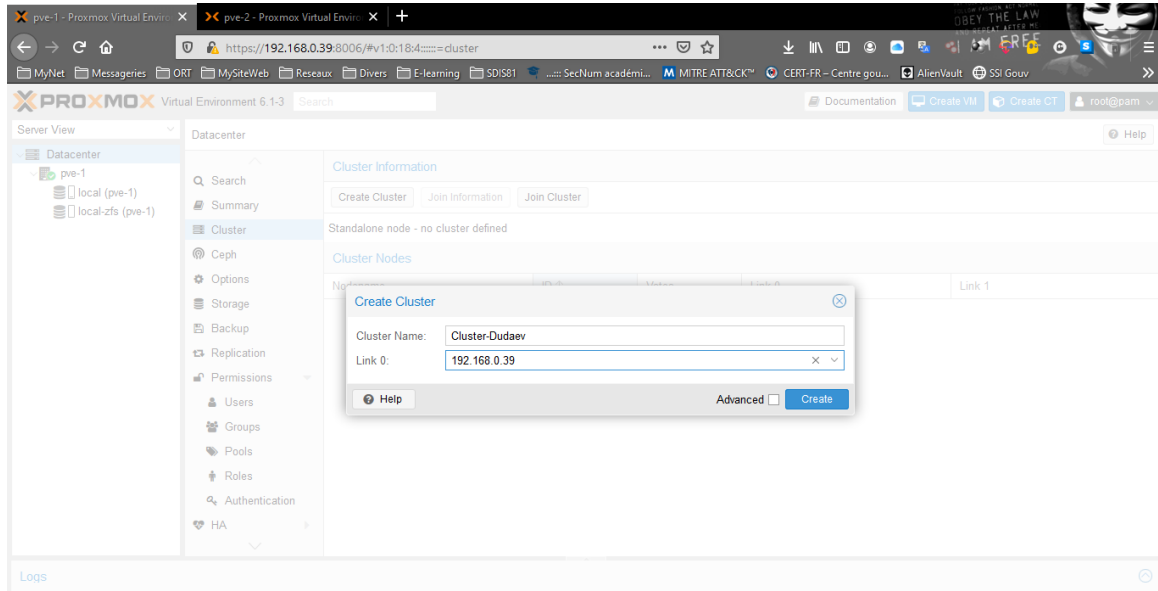 pve-1 - Proxmox Virtual Enviro
pve-2 - Proxmox Virtual Enviro
OBEY THE LAW
FREE
https://192.168.0.39:8006/#v1:0:18:4::::::=cluster
MyNet Messageries ORT MySiteWeb Reseaux Divers E-learning SDIS81 ...::: SecNum académi... MITRE ATT&CK™ CERT-FR – Centre gou... AlienVault SSI Gouv
PROXMOX Virtual Environment 6.1-3 Search Documentation Create VM Create CT root@pam
Server View
Datacenter
pve-1
local (pve-1)
local-zfs (pve-1)
Datacenter Help
Search
Summary
Cluster
Ceph
Options
Storage
Backup
Replication
Permissions
Users
Groups
Pools
Roles
Authentication
HA
Cluster Information
Create Cluster Join Information Join Cluster
Standalone node - no cluster defined
Cluster Nodes
Link 1
Create Cluster
Cluster Name: Cluster-Dudaev
Link 0: 192.168.0.39
Help Advanced Create
Logs